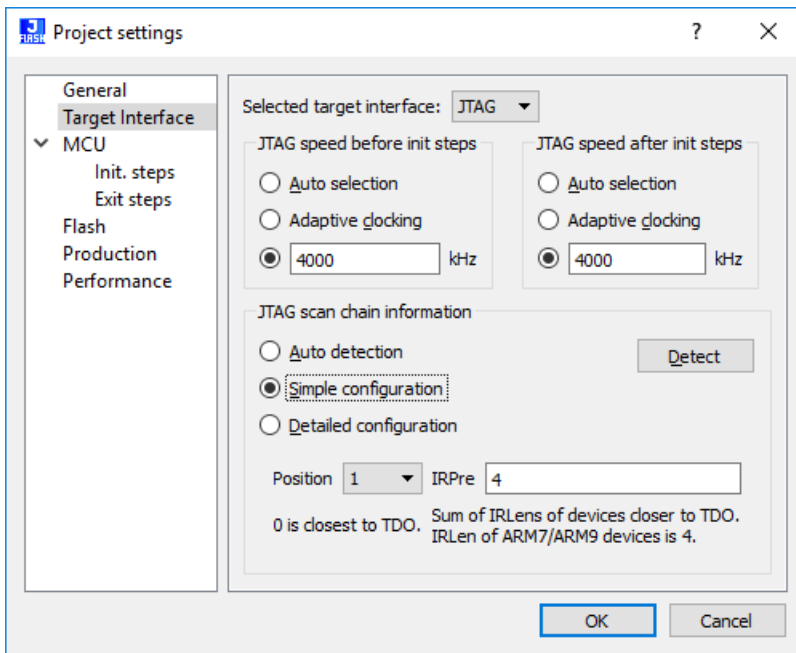 J
FLASH
Project settings
?
General
Target Interface
MCU
Init. steps
Exit steps
Flash
Production
Performance
Selected target interface: JTAG
JTAG speed before init steps
Auto selection
Adaptive clocking
4000 kHz
JTAG speed after init steps
Auto selection
Adaptive clocking
4000 kHz
JTAG scan chain information
Auto detection
Detect
Simple configuration
Detailed configuration
Position 1 IRPre 4
0 is closest to TDO.
Sum of IRLens of devices closer to TDO.
IRLen of ARM7/ARM9 devices is 4.
OK Cancel